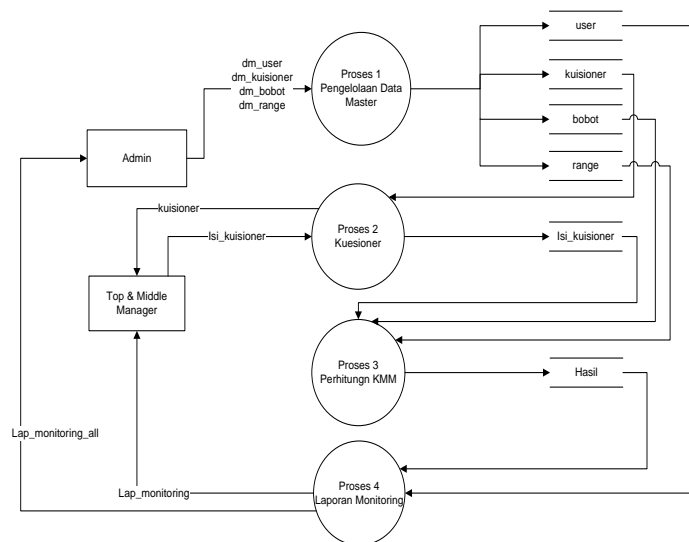 user
dm_user
dm_kuisioner
dm_bobot
dm_range
Proses 1
Pengelolaan Data
Master
kuisioner
bobot
Admin
range
kuisioner
Isi_kuisioner
Proses 2
Kuesioner
Isi_kuisioner
Top & Middle
Manager
Proses 3
Perhitungn KMM
Hasil
Lap_monitoring_all
Lap_monitoring
Proses 4
Laporan Monitoring